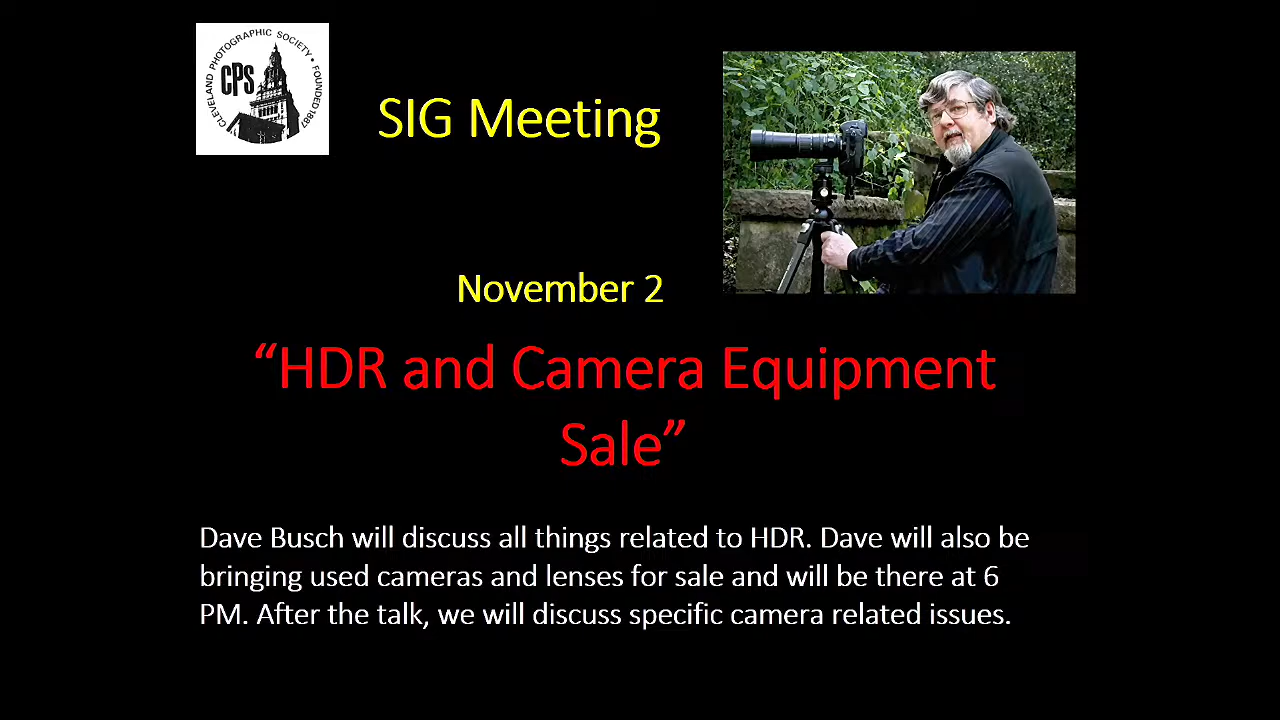 CLEVELAND PHOTOGRAPHIC SOCIETY • FOUNDED 1887
CPS
SIG Meeting
November 2
“HDR and Camera Equipment
Sale”
Dave Busch will discuss all things related to HDR. Dave will also be
bringing used cameras and lenses for sale and will be there at 6
PM. After the talk, we will discuss specific camera related issues.